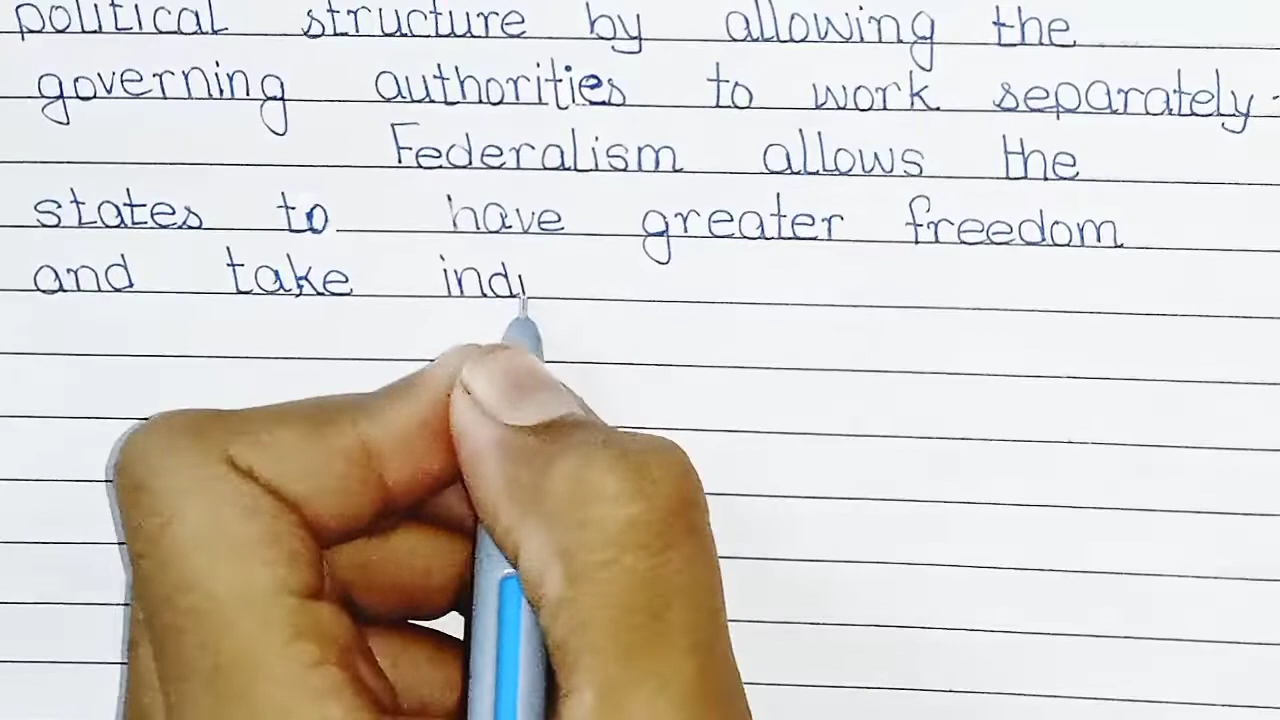 political structure by allowing the
governing authorities to work separately.
Federalism allows the
states to have greater freedom
and take indi